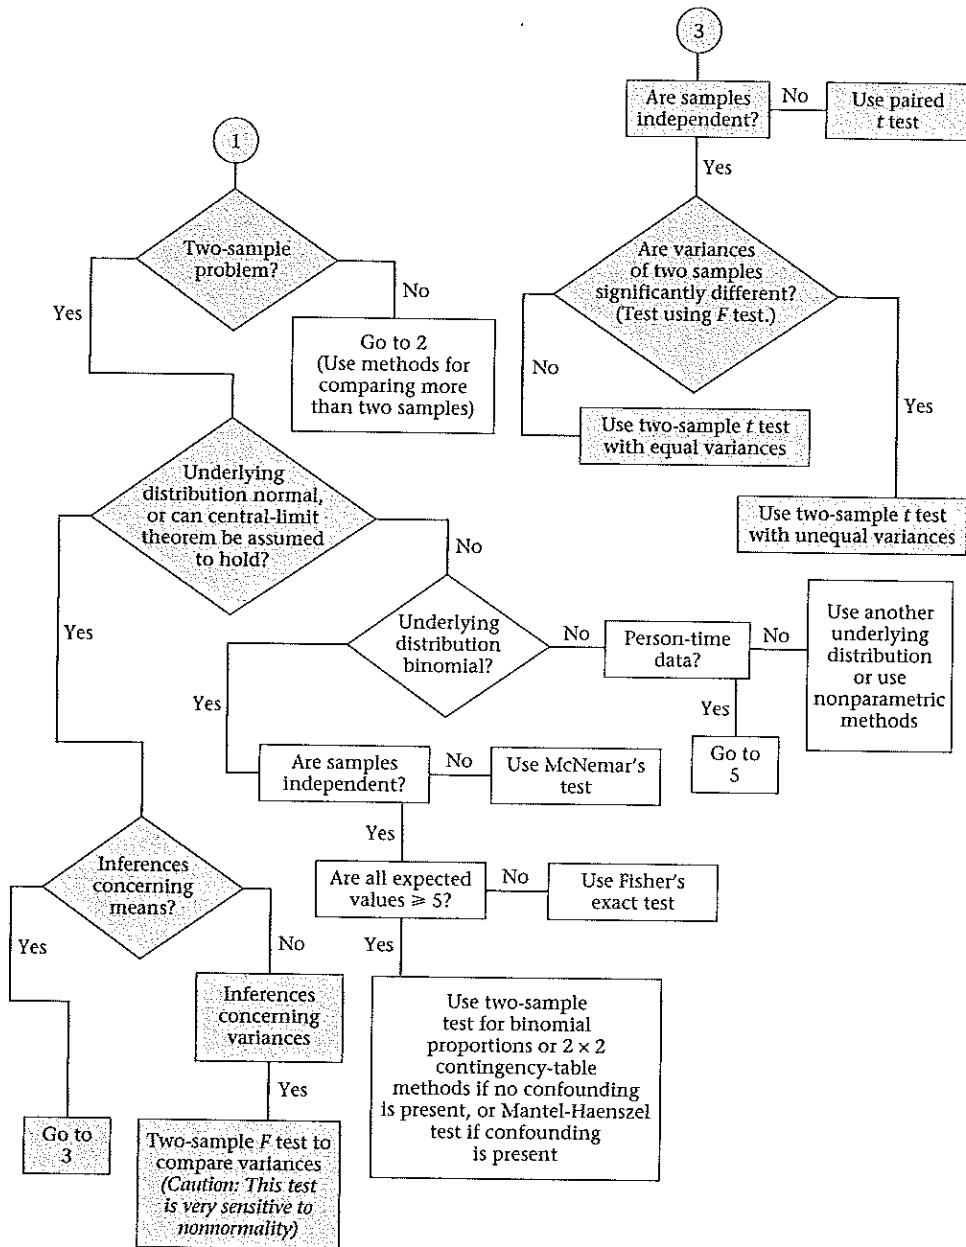 1
Two-sample
problem?
Yes
No
Go to 2
(Use methods for
comparing more
than two samples)
Underlying
distribution normal,
or can central-limit
theorem be assumed
to hold?
Yes
No
Inferences
concerning
means?
Yes
No
Go to
3
Inferences
concerning
variances
Yes
Two-sample F test to
compare variances
(Caution: This test
is very sensitive to
nonnormality)
Underlying
distribution
binomial?
Yes
No
Person-time
data?
No
Yes
Use another
underlying
distribution
or use
nonparametric
methods
Go to
5
Are samples
independent?
No
Use McNemar's
test
Yes
Are all expected
values ⩾ 5?
No
Use Fisher's
exact test
Yes
Use two-sample
test for binomial
proportions or 2 × 2
contingency-table
methods if no confounding
is present, or Mantel-Haenszel
test if confounding
is present
3
Are samples
independent?
No
Use paired
t test
Yes
Are variances
of two samples
significantly different?
(Test using F test.)
No
Yes
Use two-sample t test
with equal variances
Use two-sample t test
with unequal variances